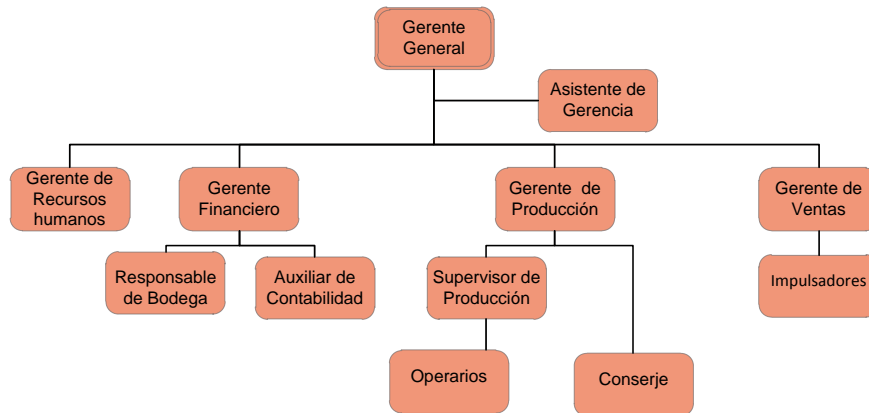 Gerente
General
Asistente de
Gerencia
Gerente de
Recursos
humanos
Gerente
Financiero
Gerente de
Producción
Gerente de
Ventas
Responsable
de Bodega
Auxiliar de
Contabilidad
Supervisor de
Producción
Impulsadores
Operarios
Conserje